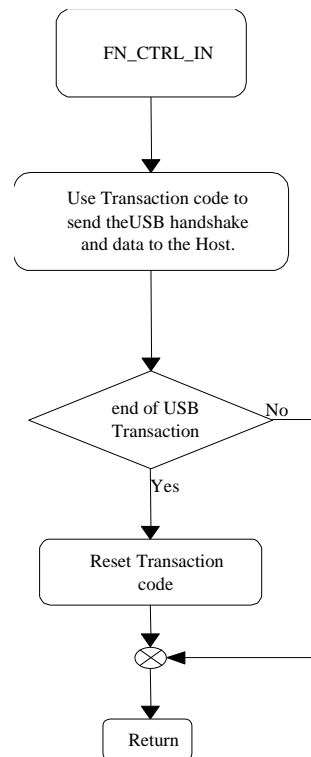 FN_CTRL_IN
Use Transaction code to
send theUSB handshake
and data to the Host.
end of USB
Transaction
No
Yes
Reset Transaction
code
Return